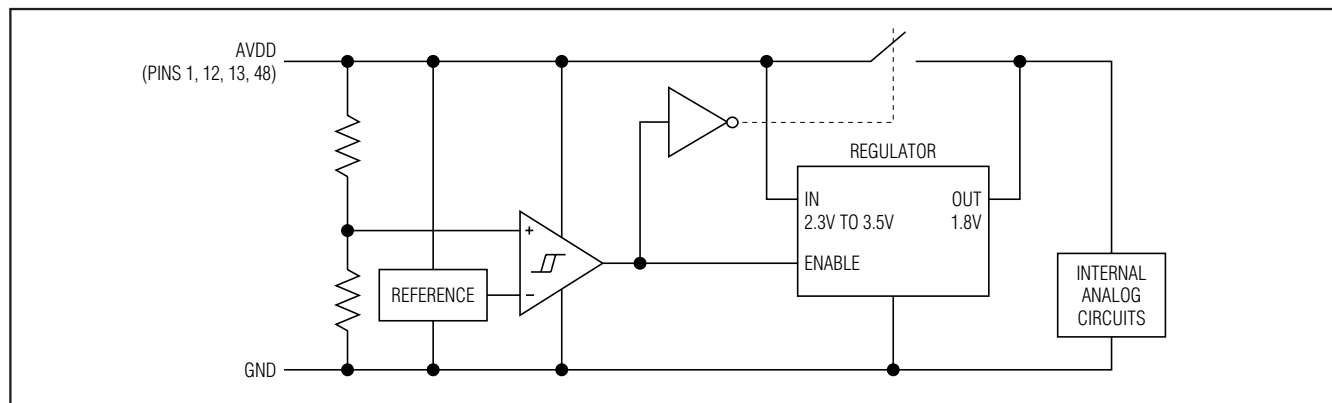 AVDD
(PINS 1, 12, 13, 48)
REGULATOR
IN
2.3V TO 3.5V
OUT
1.8V
ENABLE
+
−
REFERENCE
INTERNAL
ANALOG
CIRCUITS
GND